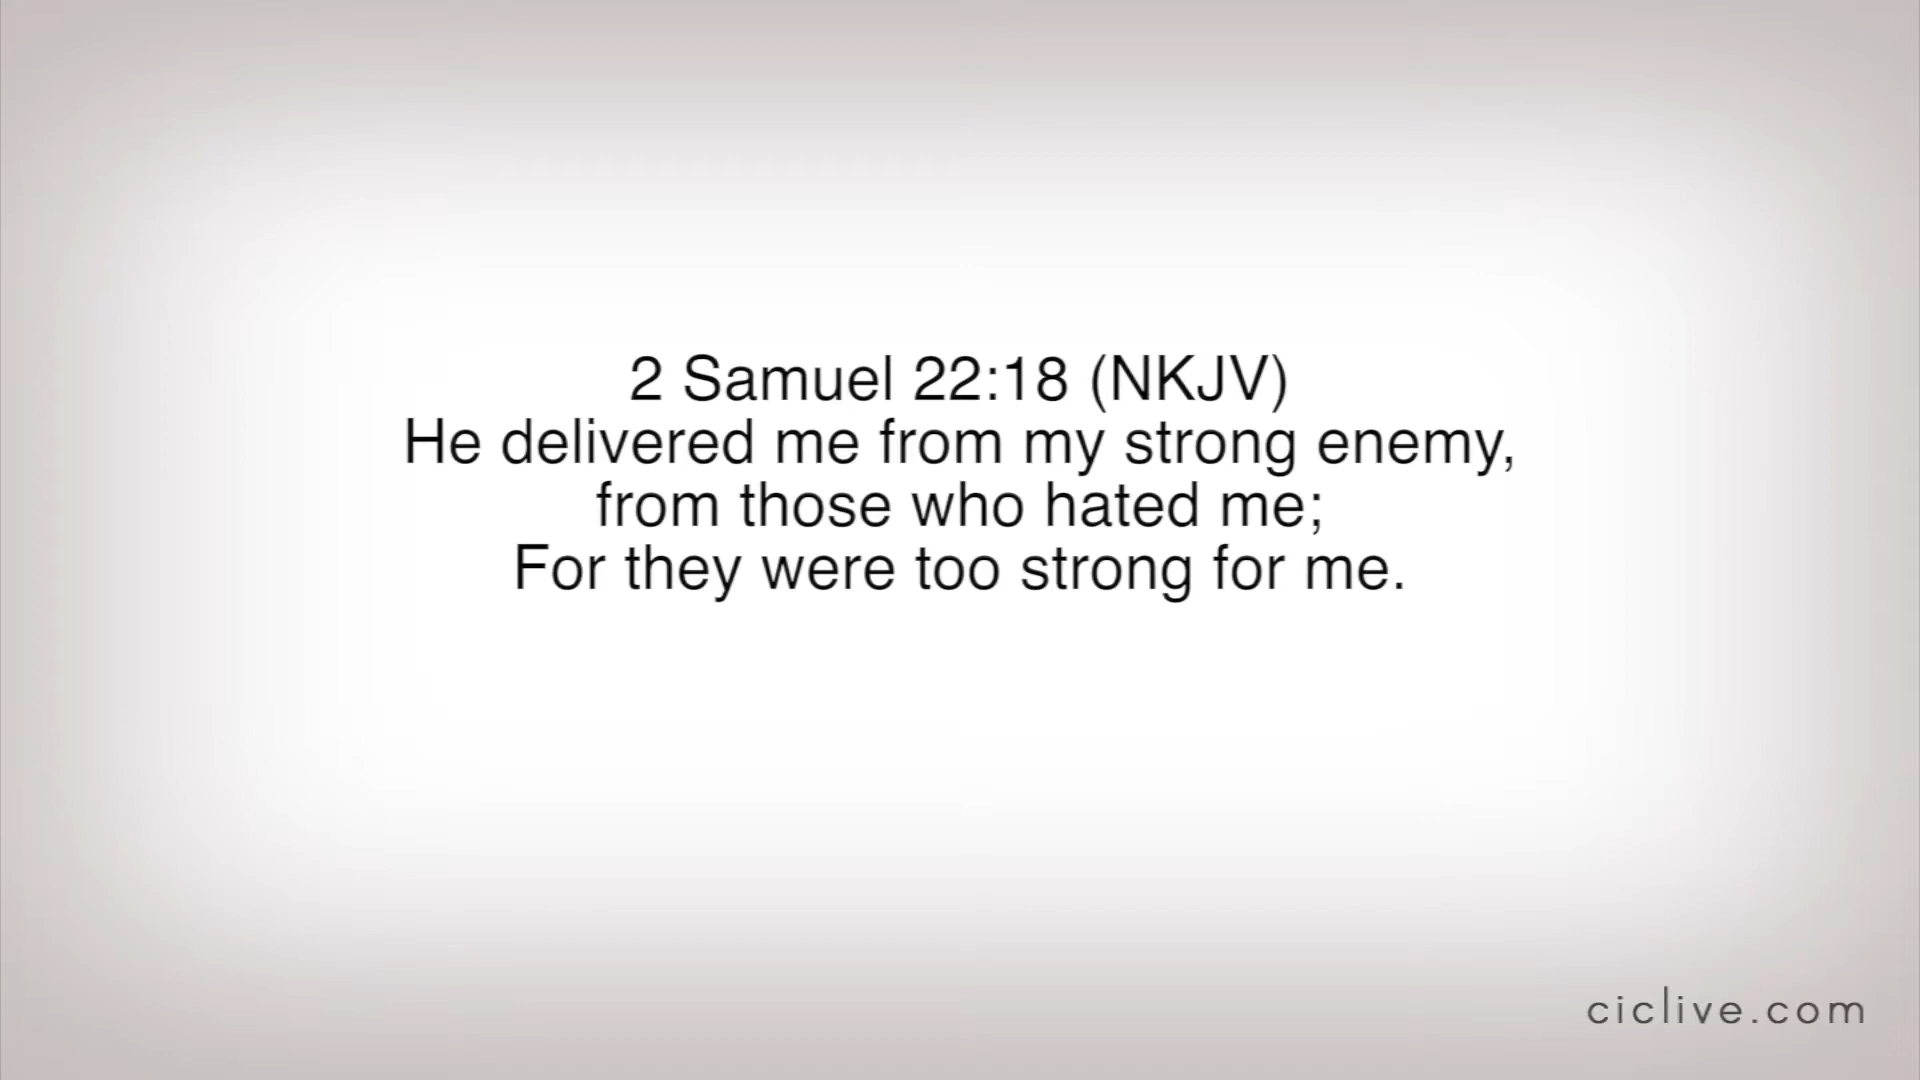 2 Samuel 22:18 (NKJV)
He delivered me from my strong enemy,
from those who hated me;
For they were too strong for me.
ciclive.com